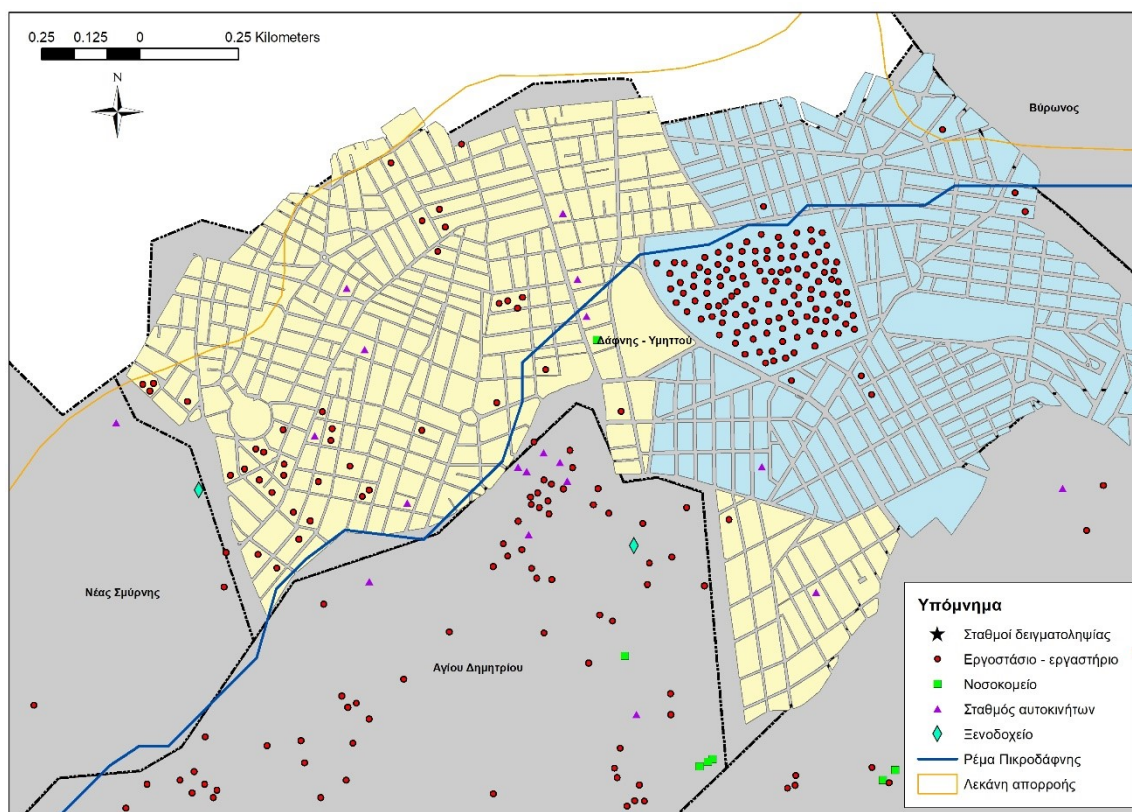 0.25 0.125 0 0.25 Kilometers
N
Βύρωνος
Δάφνης - Υμηττού
Νέας Σμύρνης
Αγίου Δημητρίου
Υπόμνημα
Σταθμοί δειγματοληψίας
Εργοστάσιο - εργαστήριο
Νοσοκομείο
Σταθμός αυτοκινήτων
Ξενοδοχείο
Ρέμα Πικροδάφνης
Λεκάνη απορροής